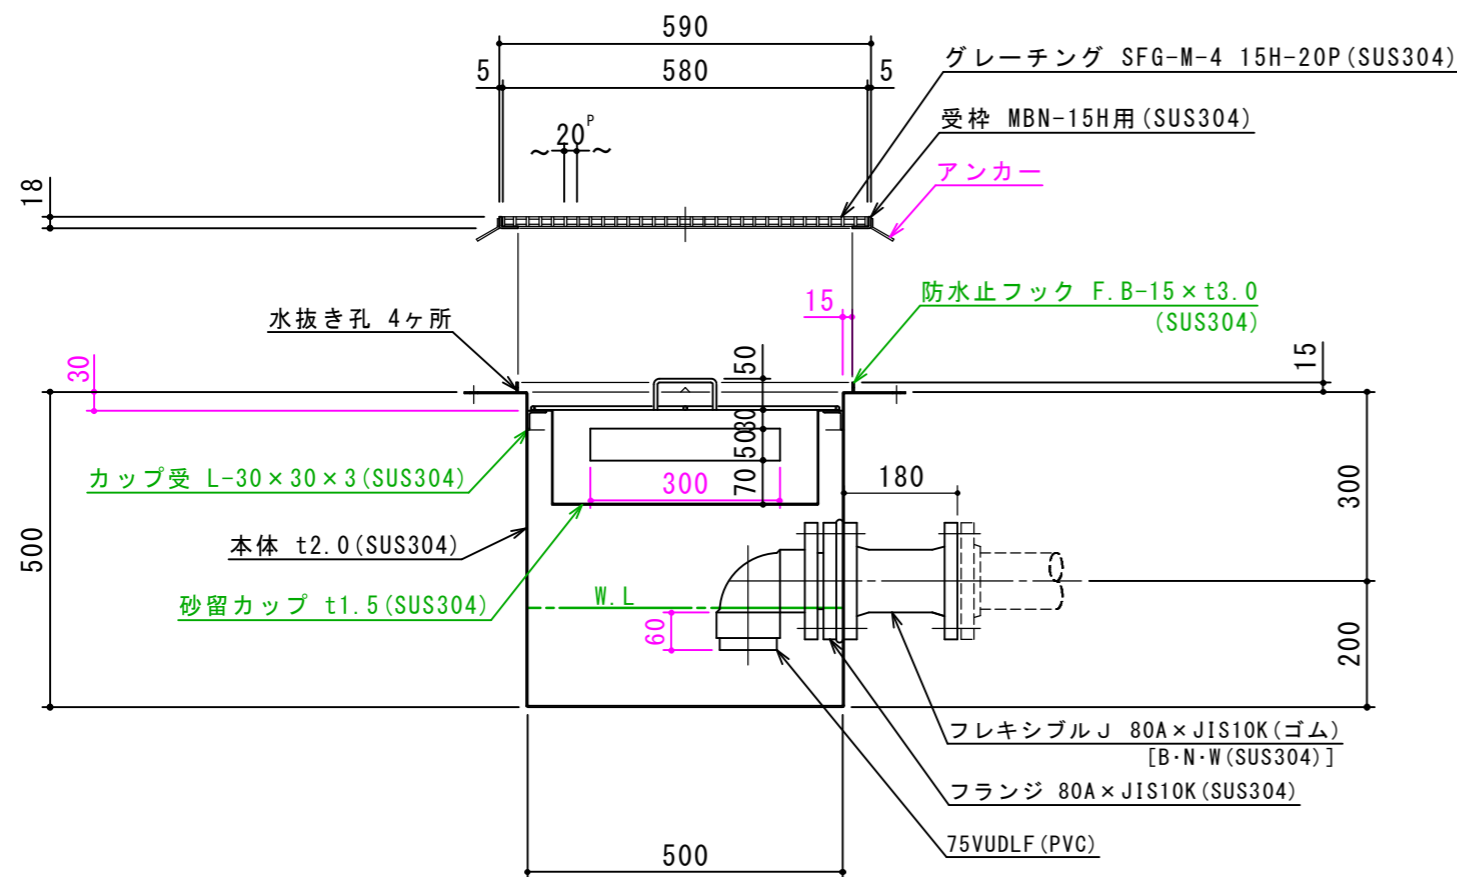 590
5
580
5
グレーチング SFG-M-4 15H-20P(SUS304)
受枠 MBN-15H用(SUS304)
20P
~ ~
アンカー
18
防水止フック F.B-15×t3.0
(SUS304)
15
水抜き孔 4ヶ所
50
15
30
30
50
カップ受 L-30×30×3(SUS304)
300
70
180
300
本体 t2.0(SUS304)
500
砂留カップ t1.5(SUS304)
W.L
60
200
フレキシブルJ 80A×JIS10K(ゴム)
[B·N·W(SUS304)]
フランジ 80A×JIS10K(SUS304)
75VUDLF(PVC)
500